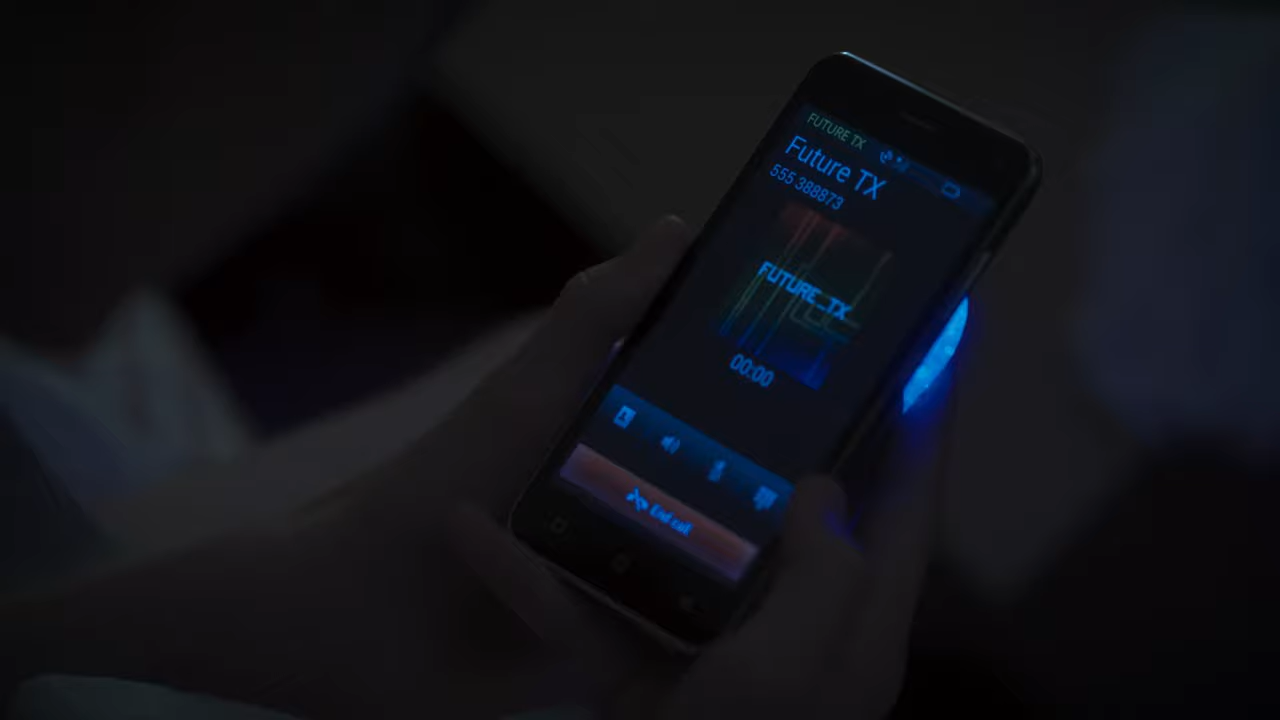 FUTURE TX
Future TX
555 388873
FUTURE_TX
00:00
End call